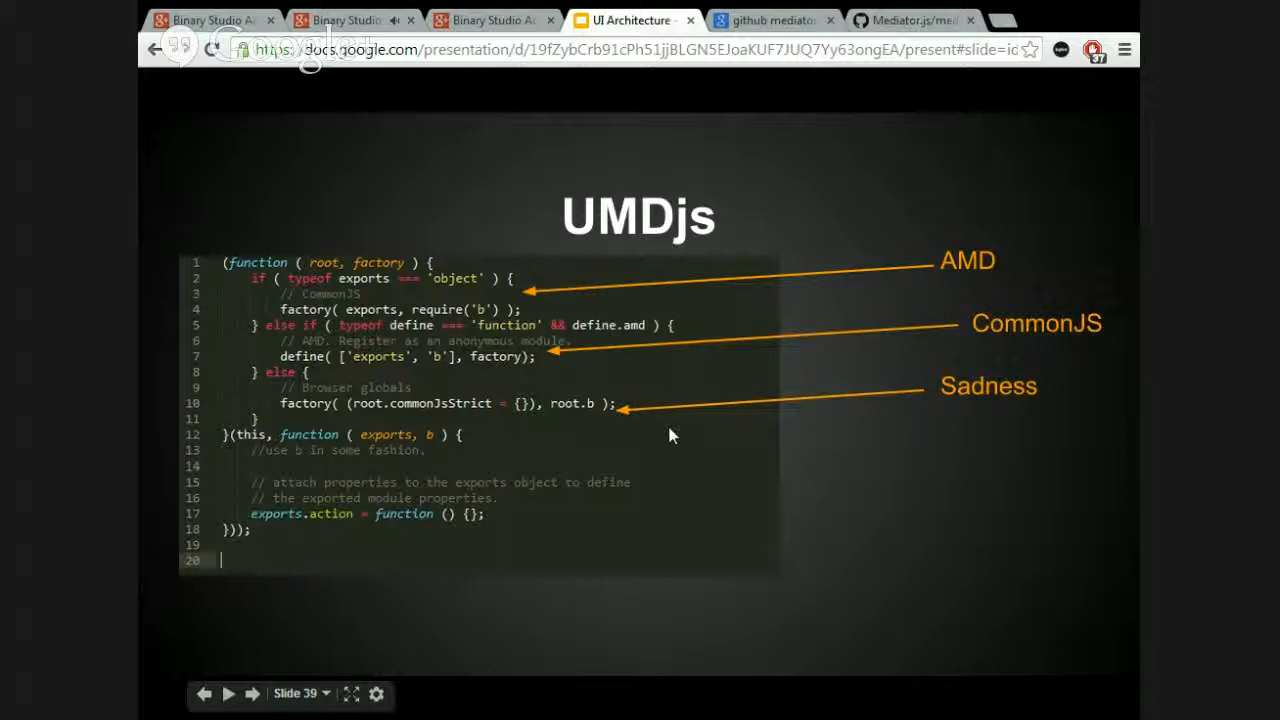 Binary Studio A
Binary Studio
Binary Studio Ac
UI Architecture -
github mediato
Mediator.js/med
Google+
https://docs.google.com/presentation/d/19fZybCrb91cPh51jjBLGN5EJoaKUF7JUQ7Yy63ongEA/present#slide=id
37
UMDjs
1 (function ( root, factory ) {
2 if ( typeof exports === 'object' ) {
3 // CommonJS
4 factory( exports, require('b') );
5 } else if ( typeof define === 'function' && define.amd ) {
6 // AMD. Register as an anonymous module.
7 define( ['exports', 'b'], factory);
8 } else {
9 // Browser globals
10 factory( (root.commonJsStrict = {}), root.b );
11 }
12 }(this, function ( exports, b ) {
13 //use b in some fashion.
14
15 // attach properties to the exports object to define
16 // the exported module properties.
17 exports.action = function () {};
18 }));
19
20
AMD
CommonJS
Sadness
Slide 39